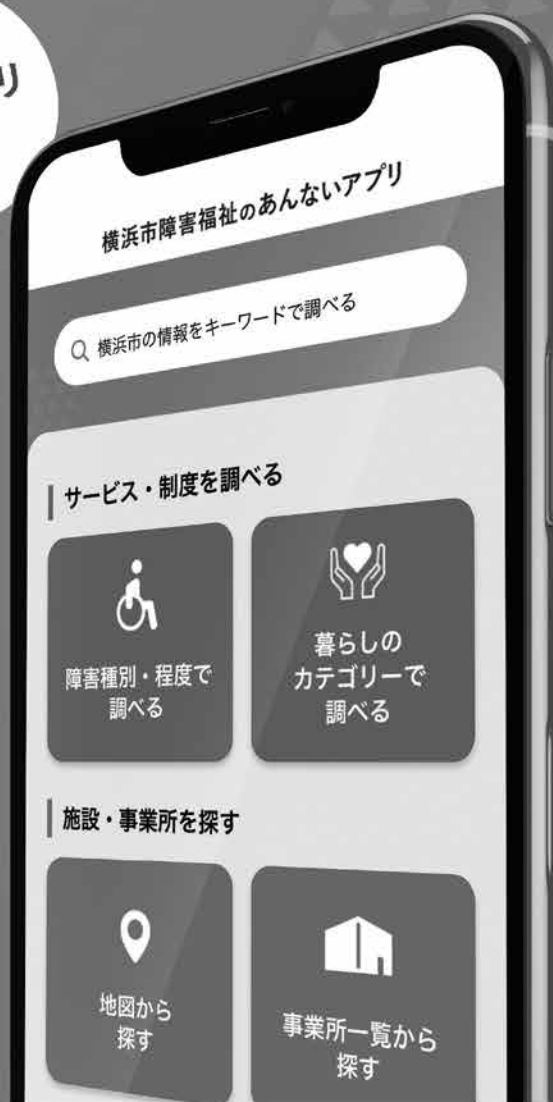 リ
横浜市障害福祉のあんないアプリ
横浜市の情報をキーワードで調べる
サービス・制度を調べる
障害種別・程度で
調べる
暮らしの
カテゴリーで
調べる
施設・事業所を探す
地図から
探す
事業所一覧から
探す